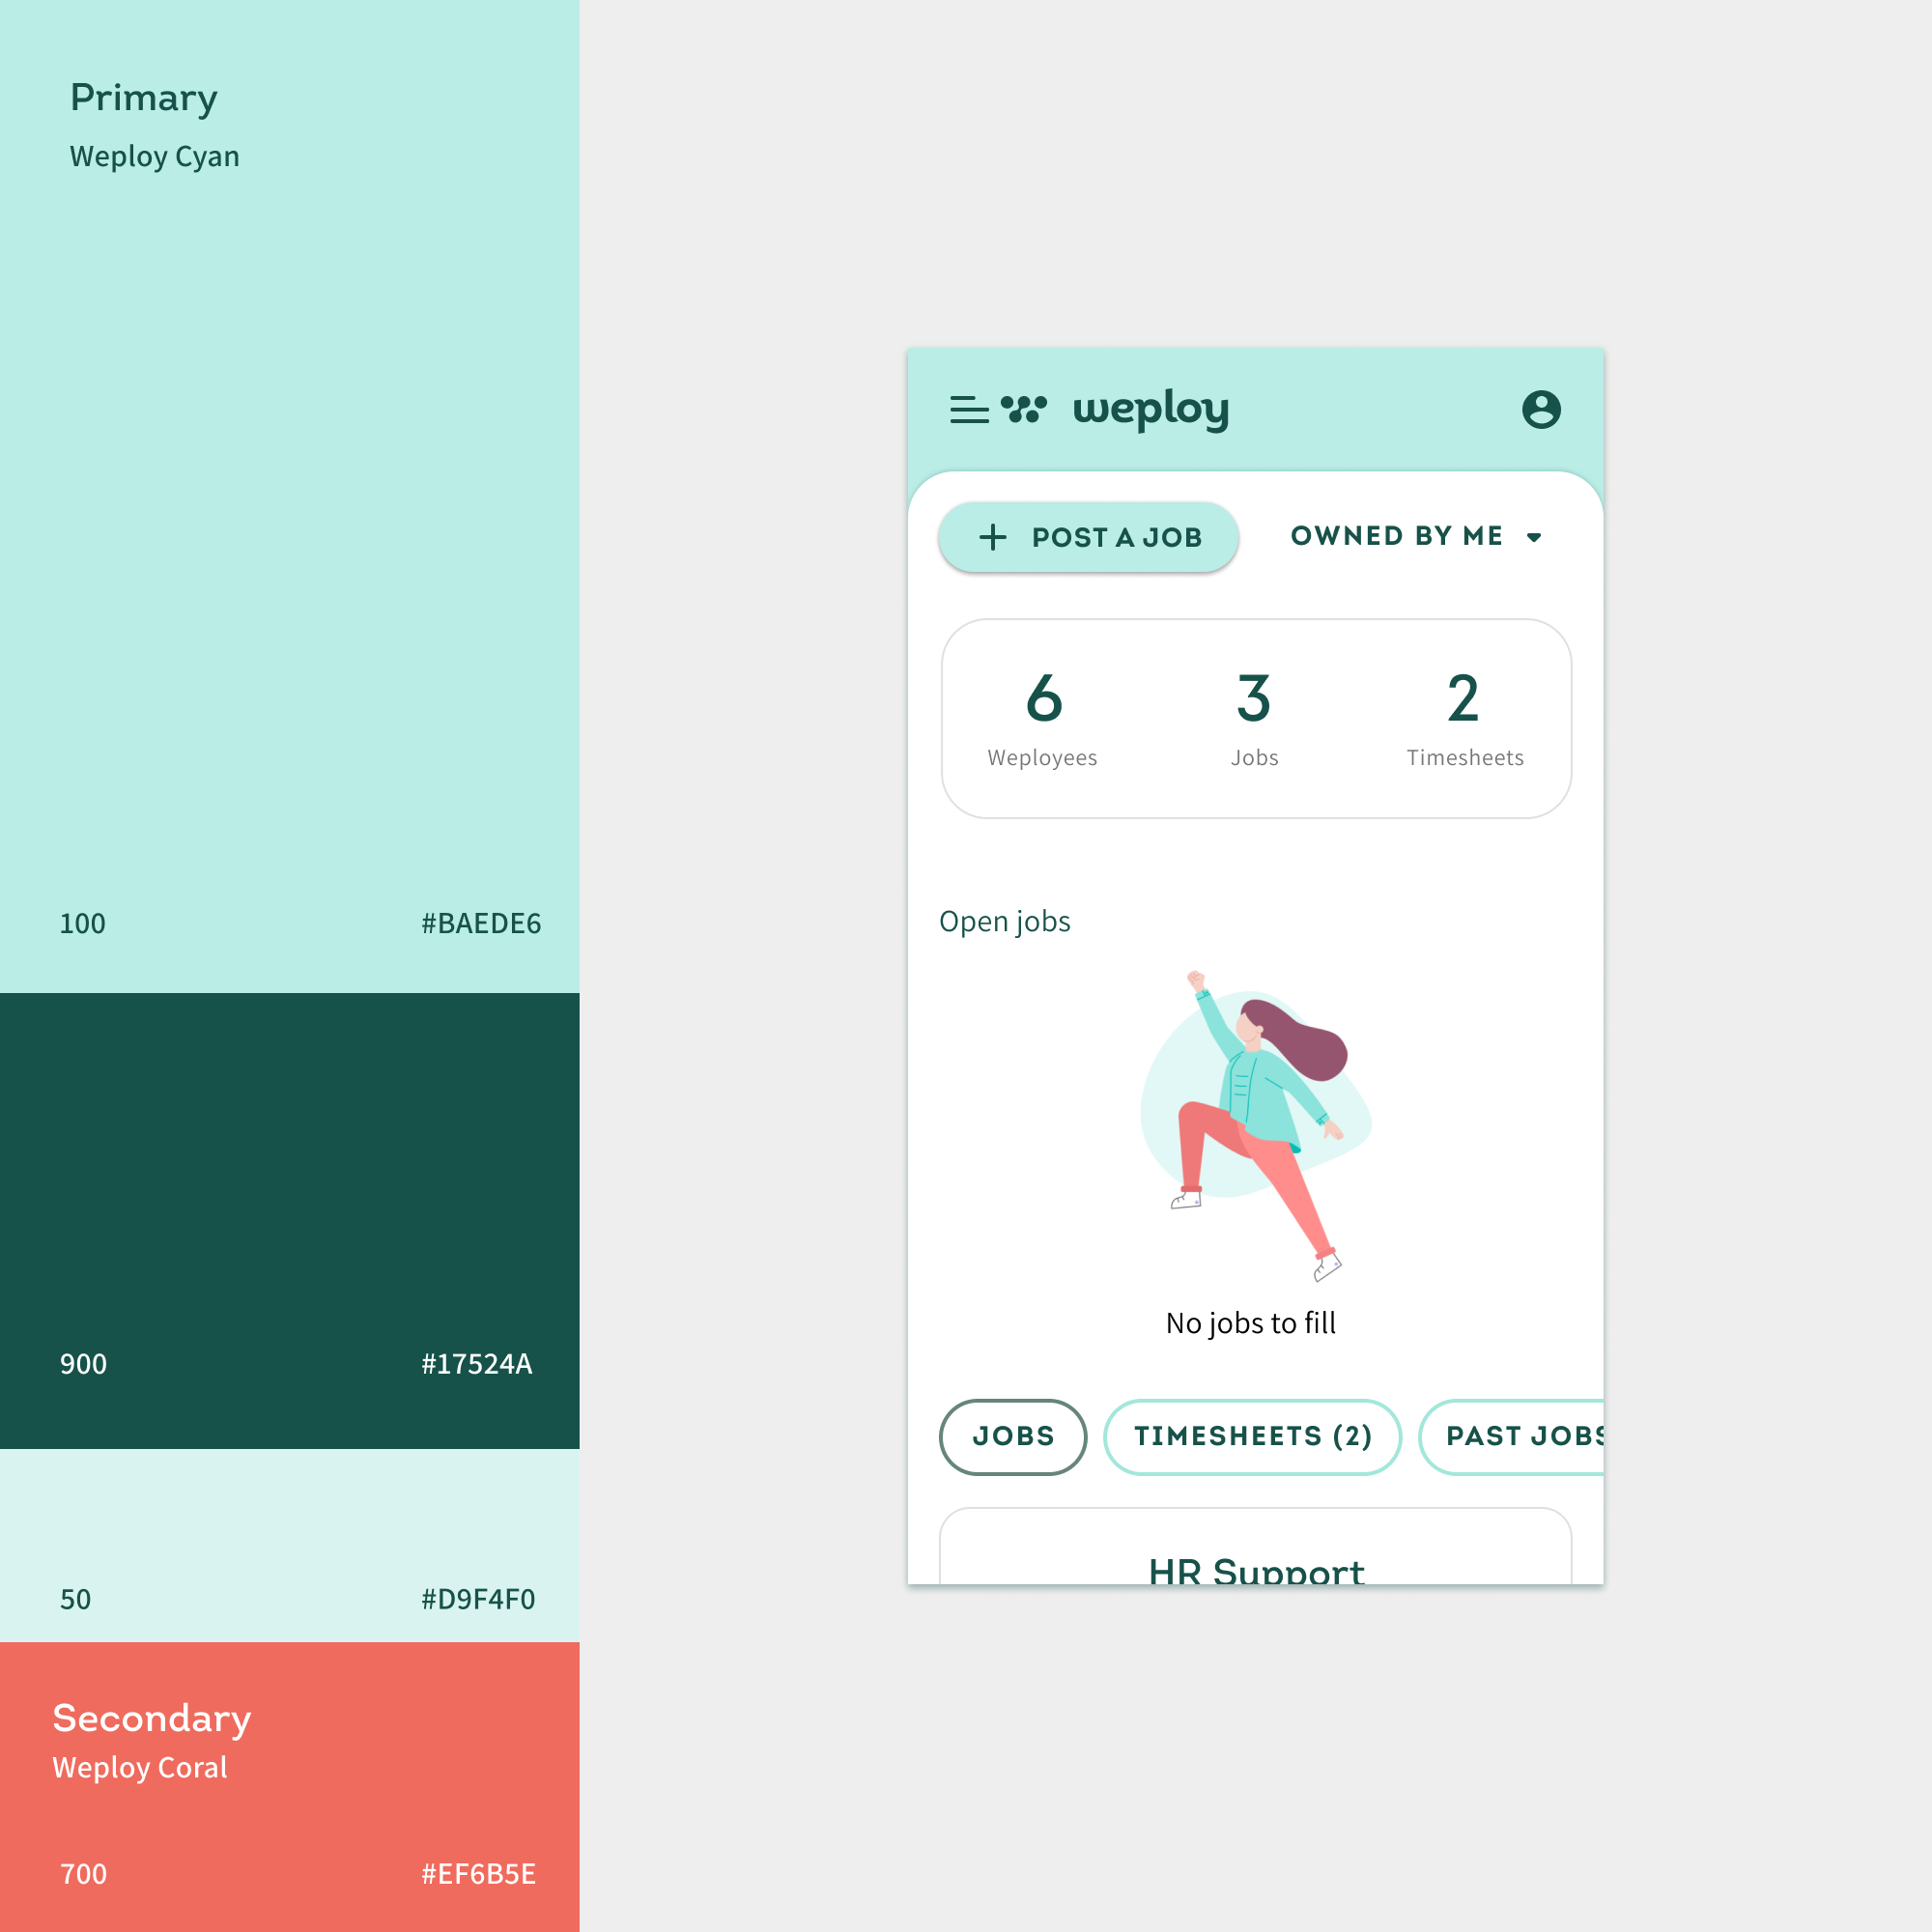 Primary
Weploy Cyan
100 #BAEDE6
900 #17524A
50 #D9F4F0
Secondary
Weploy Coral
700 #EF6B5E
weploy
POST A JOB
OWNED BY ME
6 3 2
Weployees Jobs Timesheets
Open jobs
No jobs to fill
JOBS TIMESHEETS (2) PAST JOBS
HR Support